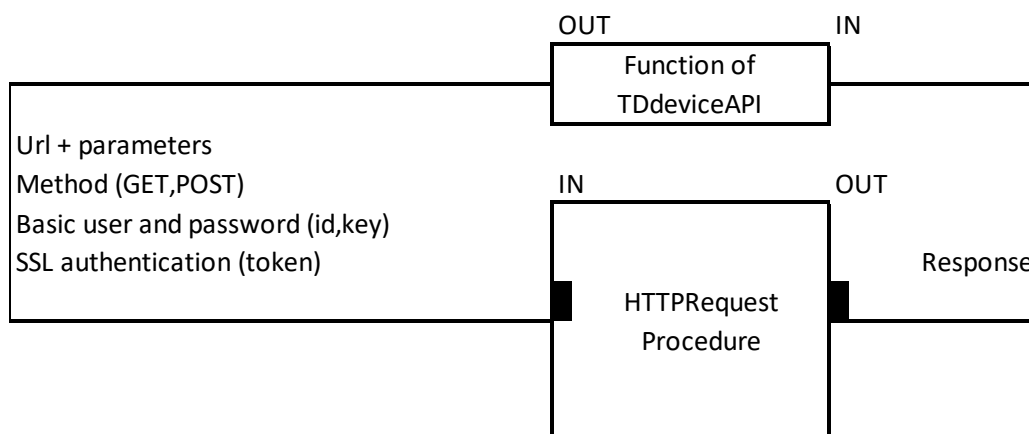 OUT
IN
Function of
TDdeviceAPI
Url + parameters
Method (GET,POST)
Basic user and password (id,key)
SSL authentication (token)
IN
OUT
Response
HTTPRequest
Procedure